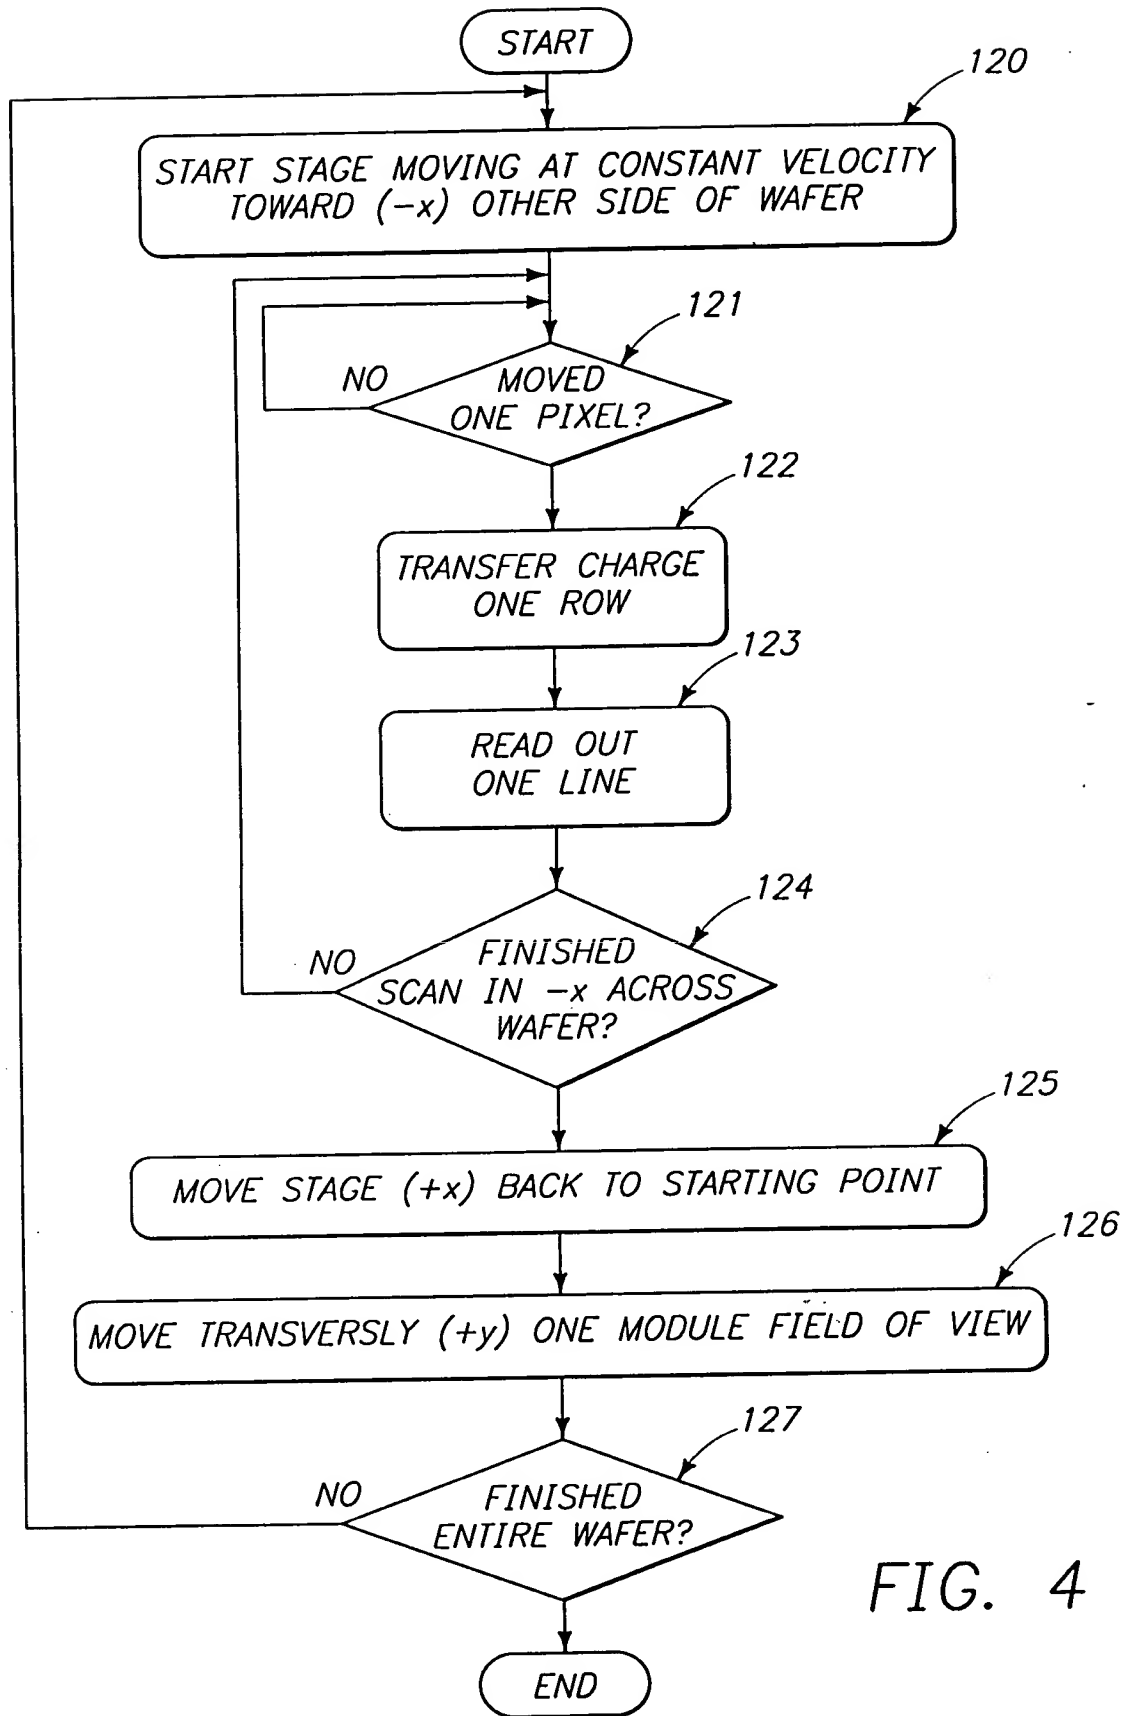 START
120
START STAGE MOVING AT CONSTANT VELOCITY
TOWARD (-x) OTHER SIDE OF WAFER
121
NO
MOVED
ONE PIXEL?
122
TRANSFER CHARGE
ONE ROW
123
READ OUT
ONE LINE
124
NO
FINISHED
SCAN IN -x ACROSS
WAFER?
125
MOVE STAGE (+x) BACK TO STARTING POINT
126
MOVE TRANSVERSLY (+y) ONE MODULE FIELD OF VIEW
127
NO
FINISHED
ENTIRE WAFER?
FIG. 4
END